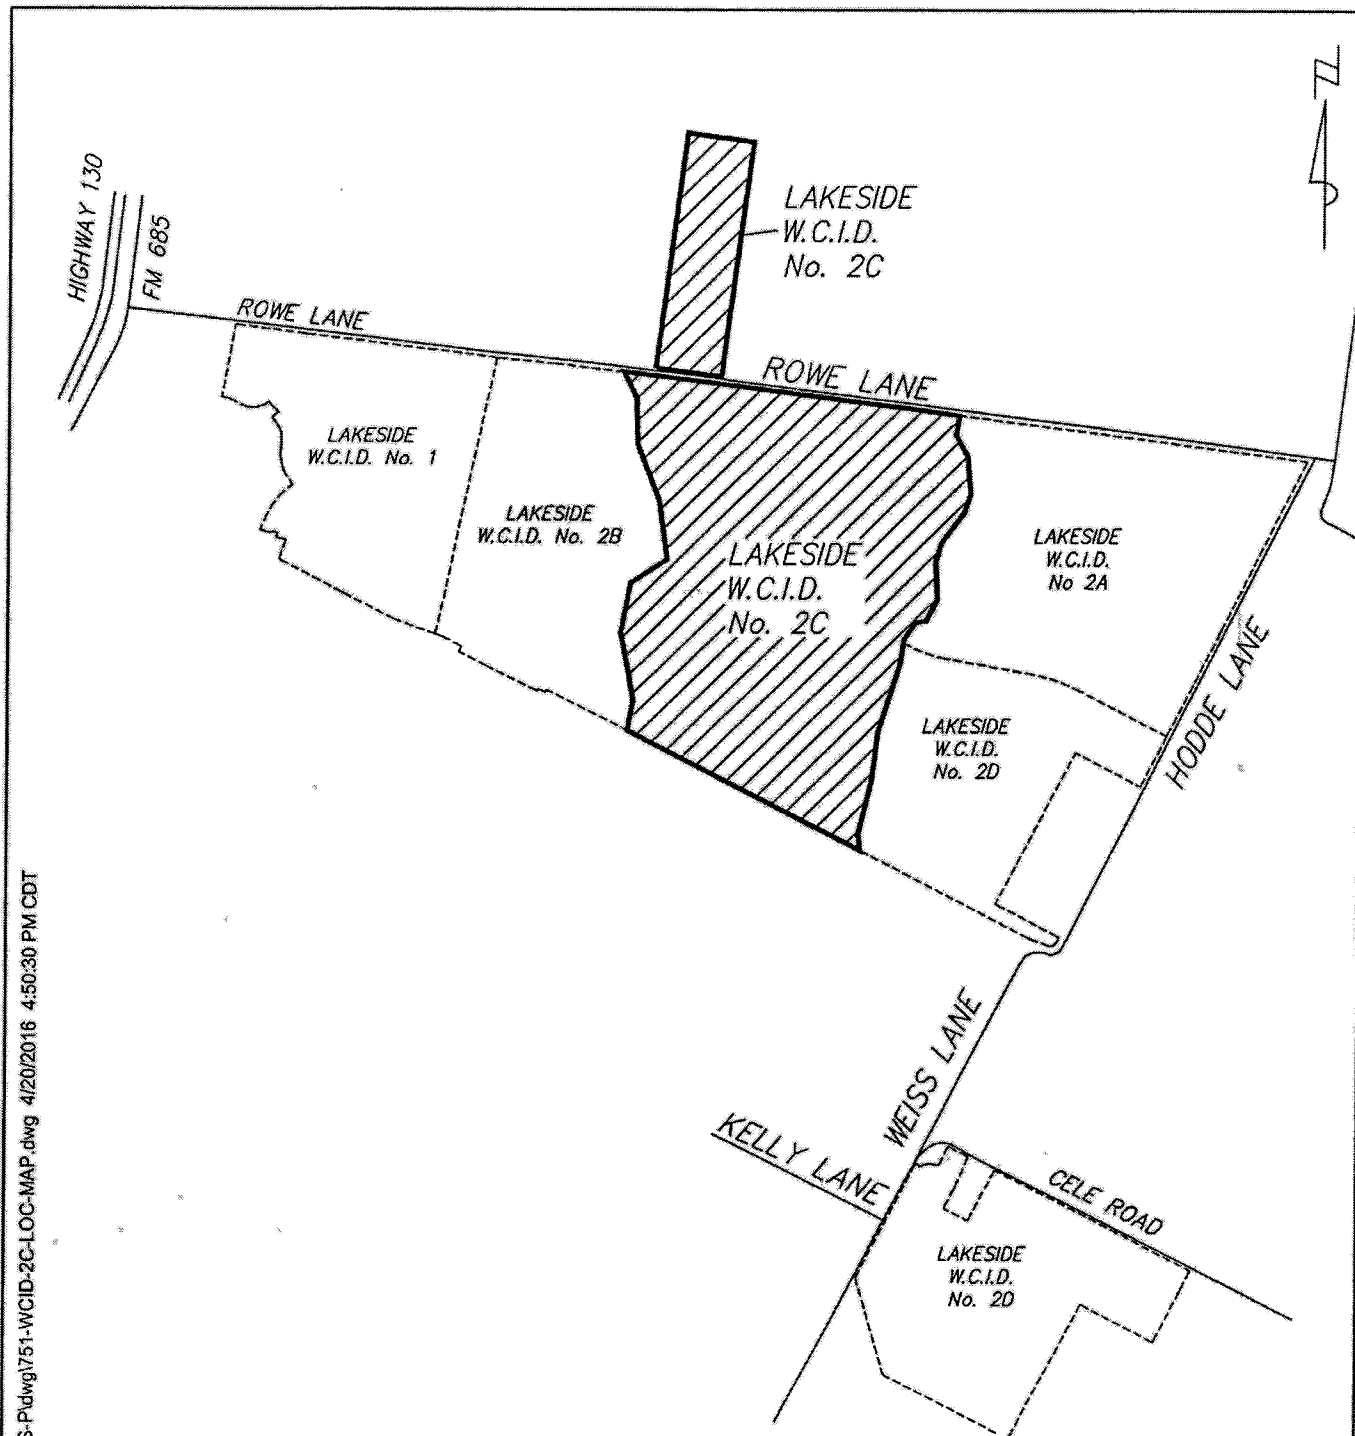 N
HIGHWAY 130
FM 685
LAKESIDE
W.C.I.D.
No. 2C
ROWE LANE
ROWE LANE
LAKESIDE
W.C.I.D. No. 1
LAKESIDE
W.C.I.D. No. 2B
LAKESIDE
W.C.I.D.
No. 2C
LAKESIDE
W.C.I.D.
No 2A
HODDE LANE
LAKESIDE
W.C.I.D.
No. 2D
WEISS LANE
KELLY LANE
CELE ROAD
LAKESIDE
W.C.I.D.
No. 2D
S-P\dwg\751-WCID-2C-LOC-MAP.dwg 4/20/2016 4:50:30 PM CDT